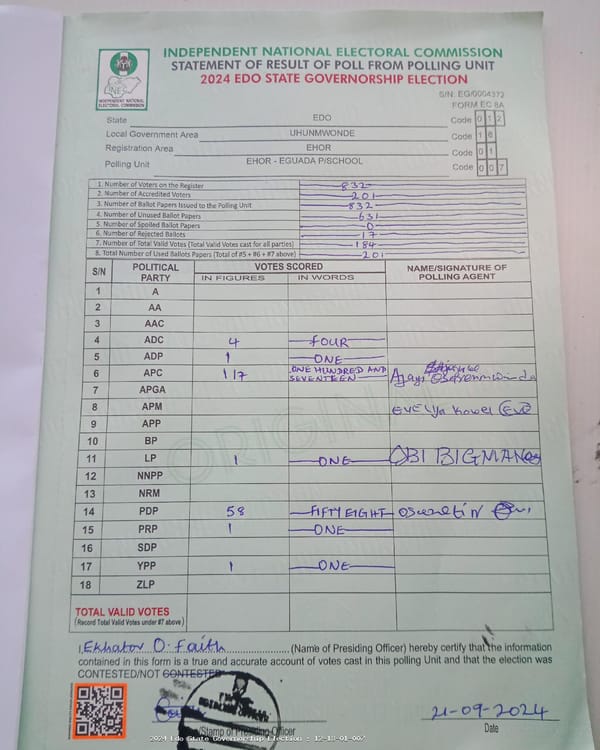 INDEPENDENT NATIONAL ELECTORAL COMMISSION
STATEMENT OF RESULT OF POLL FROM POLLING UNIT
2024 EDO STATE GOVERNORSHIP ELECTION
INEC
INDEPENDENT NATIONAL
ELECTORAL COMMISSION
S/N: EG/0004372
FORM EC 8A
State EDO Code 0 1 2
Local Government Area UHUNMWONDE Code 1 8
Registration Area EHOR Code 0 1
Polling Unit EHOR - EGUADA P/SCHOOL Code 0 0 7
1. Number of Voters on the Register 832
2. Number of Accredited Voters 201
3. Number of Ballot Papers Issued to the Polling Unit 832
4. Number of Unused Ballot Papers 631
5. Number of Spoiled Ballot Papers 0
6. Number of Rejected Ballots 17
7. Number of Total Valid Votes (Total Valid Votes cast for all parties) 184
8. Total Number of Used Ballots Papers (Total of #5 + #6 + #7 above) 201
S/N POLITICAL PARTY VOTES SCORED NAME/SIGNATURE OF POLLING AGENT
IN FIGURES IN WORDS
1 A
2 AA
3 AAC
4 ADC 4 FOUR
5 ADP 1 ONE
6 APC 117 ONE HUNDRED AND SEVENTEEN
7 APGA
8 APM
9 APP
10 BP
11 LP 1 ONE OBI BIGMAN
12 NNPP
13 NRM
14 PDP 58 FIFTY EIGHT
15 PRP 1 ONE
16 SDP
17 YPP 1 ONE
18 ZLP
TOTAL VALID VOTES
(Record Total Valid Votes under #7 above)
I, Ekhator O. Faith (Name of Presiding Officer) hereby certify that the information
contained in this form is a true and accurate account of votes cast in this polling Unit and that the election was
CONTESTED/NOT CONTESTED
21-09-2024
/Stamp of Presiding Officer Date
2024 Edo State Governorship Election : 12-18-01-007